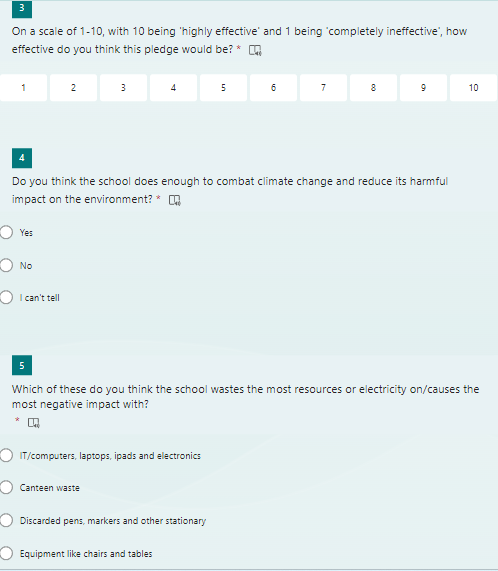 3
On a scale of 1-10, with 10 being 'highly effective' and 1 being 'completely ineffective', how
effective do you think this pledge would be? *
1 2 3 4 5 6 7 8 9 10
4
Do you think the school does enough to combat climate change and reduce its harmful
impact on the environment? *
Yes
No
I can't tell
5
Which of these do you think the school wastes the most resources or electricity on/causes the
most negative impact with?
*
IT/computers, laptops, ipads and electronics
Canteen waste
Discarded pens, markers and other stationary
Equipment like chairs and tables